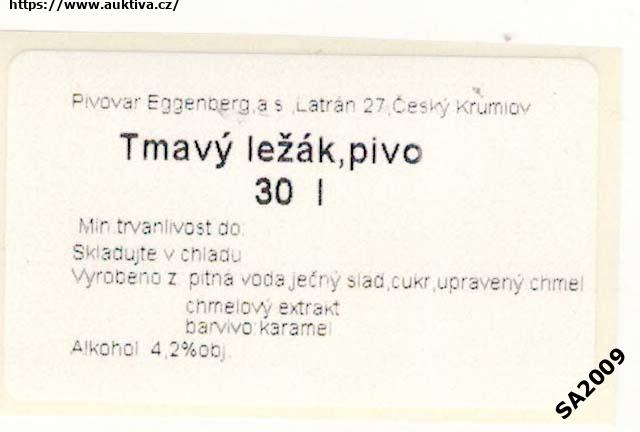 https://www.auktiva.cz/
Pivovar Eggenberg,a s ,Latrán 27,Český Krumlov
Tmavý ležák,pivo
30 l
Min.trvanlivost do:
Skladujte v chladu
Vyrobeno z: pitná voda,ječný slad,cukr,upravený chmel
chmelový extrakt
barvivo:karamel
Alkohol 4,2%obj.
SA2009